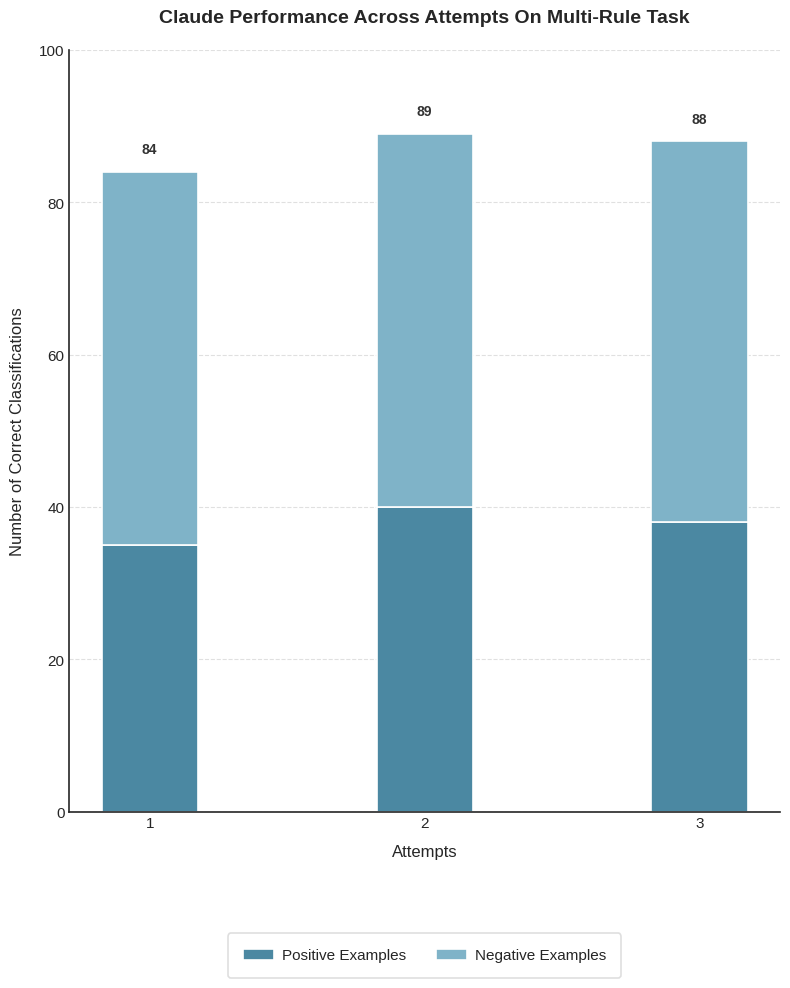 Claude Performance Across Attempts On Multi-Rule Task
Number of Correct Classifications
100
80
60
40
20
0
84
89
88
1
2
3
Attempts
Positive Examples
Negative Examples